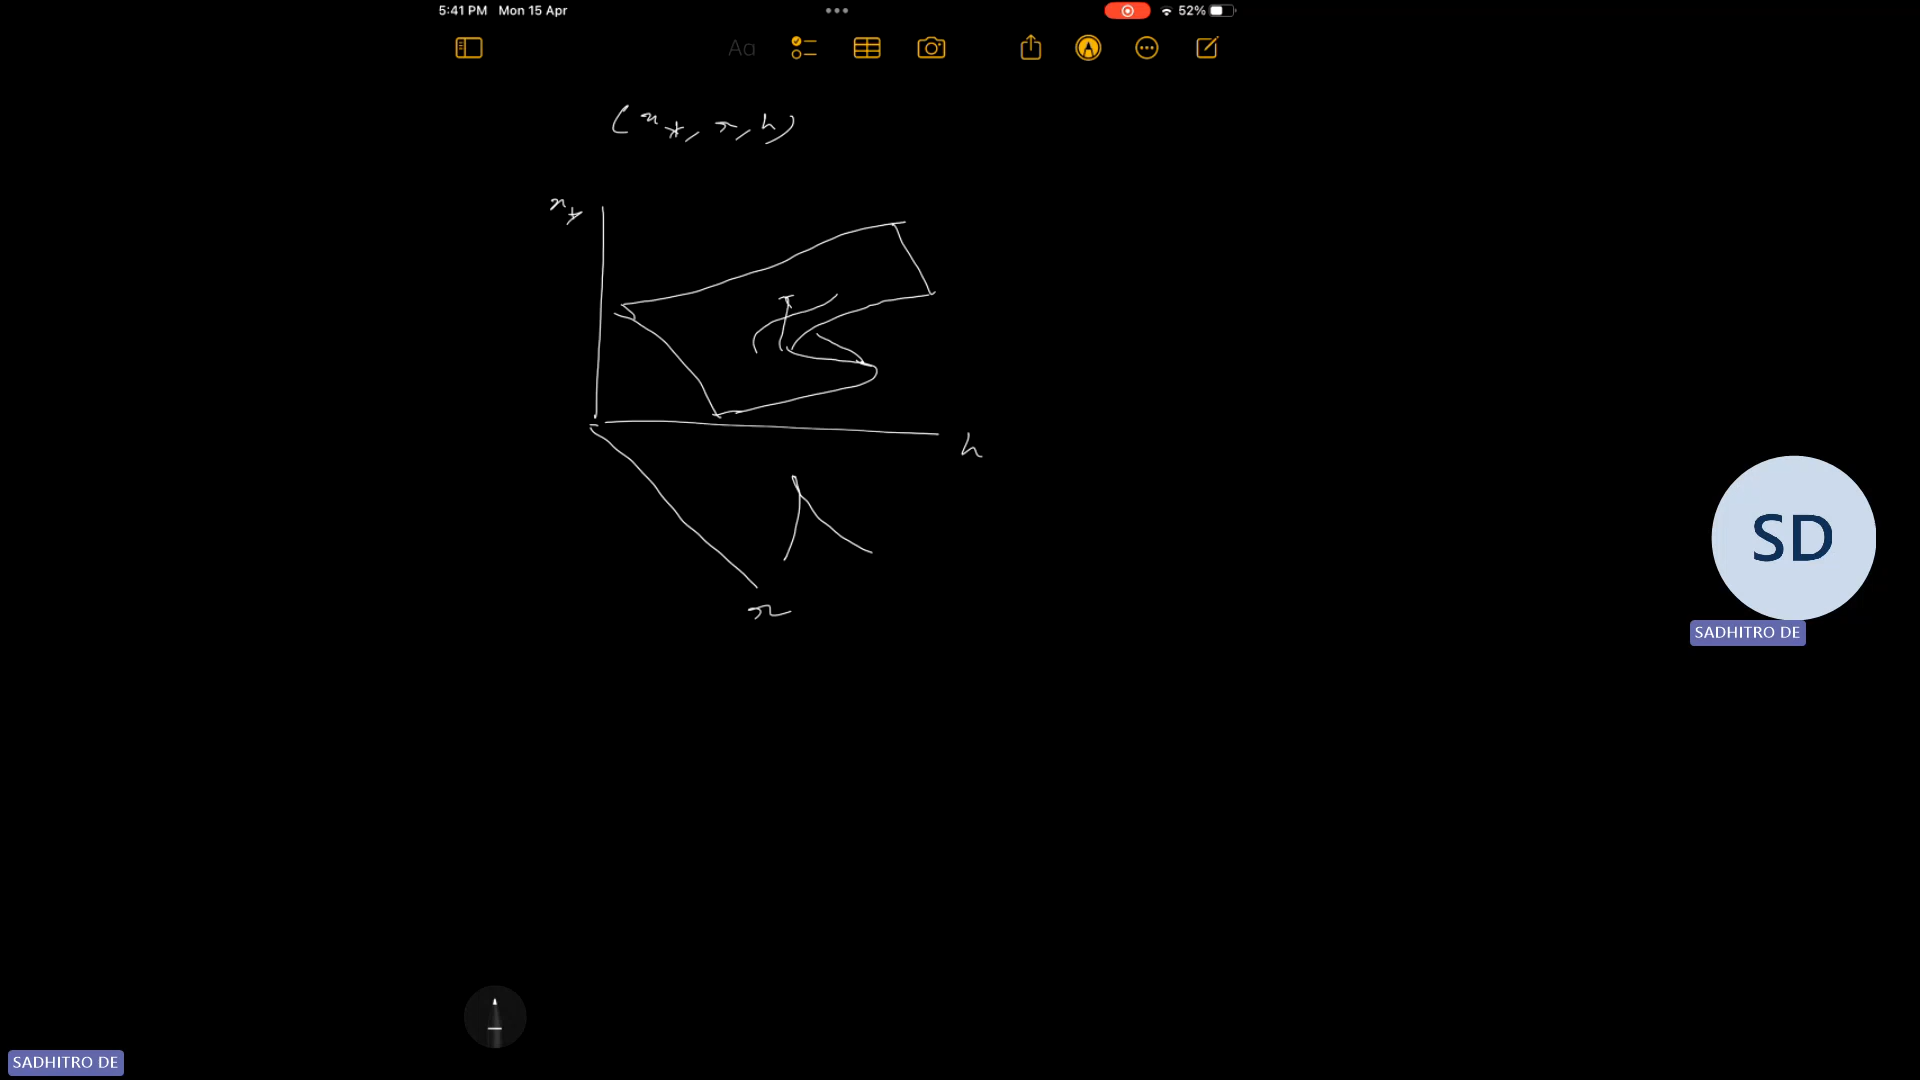 5:41 PM Mon 15 Apr
52%
Aa
(x*, r, h)
x*
h
r
SD
SADHITRO DE
SADHITRO DE